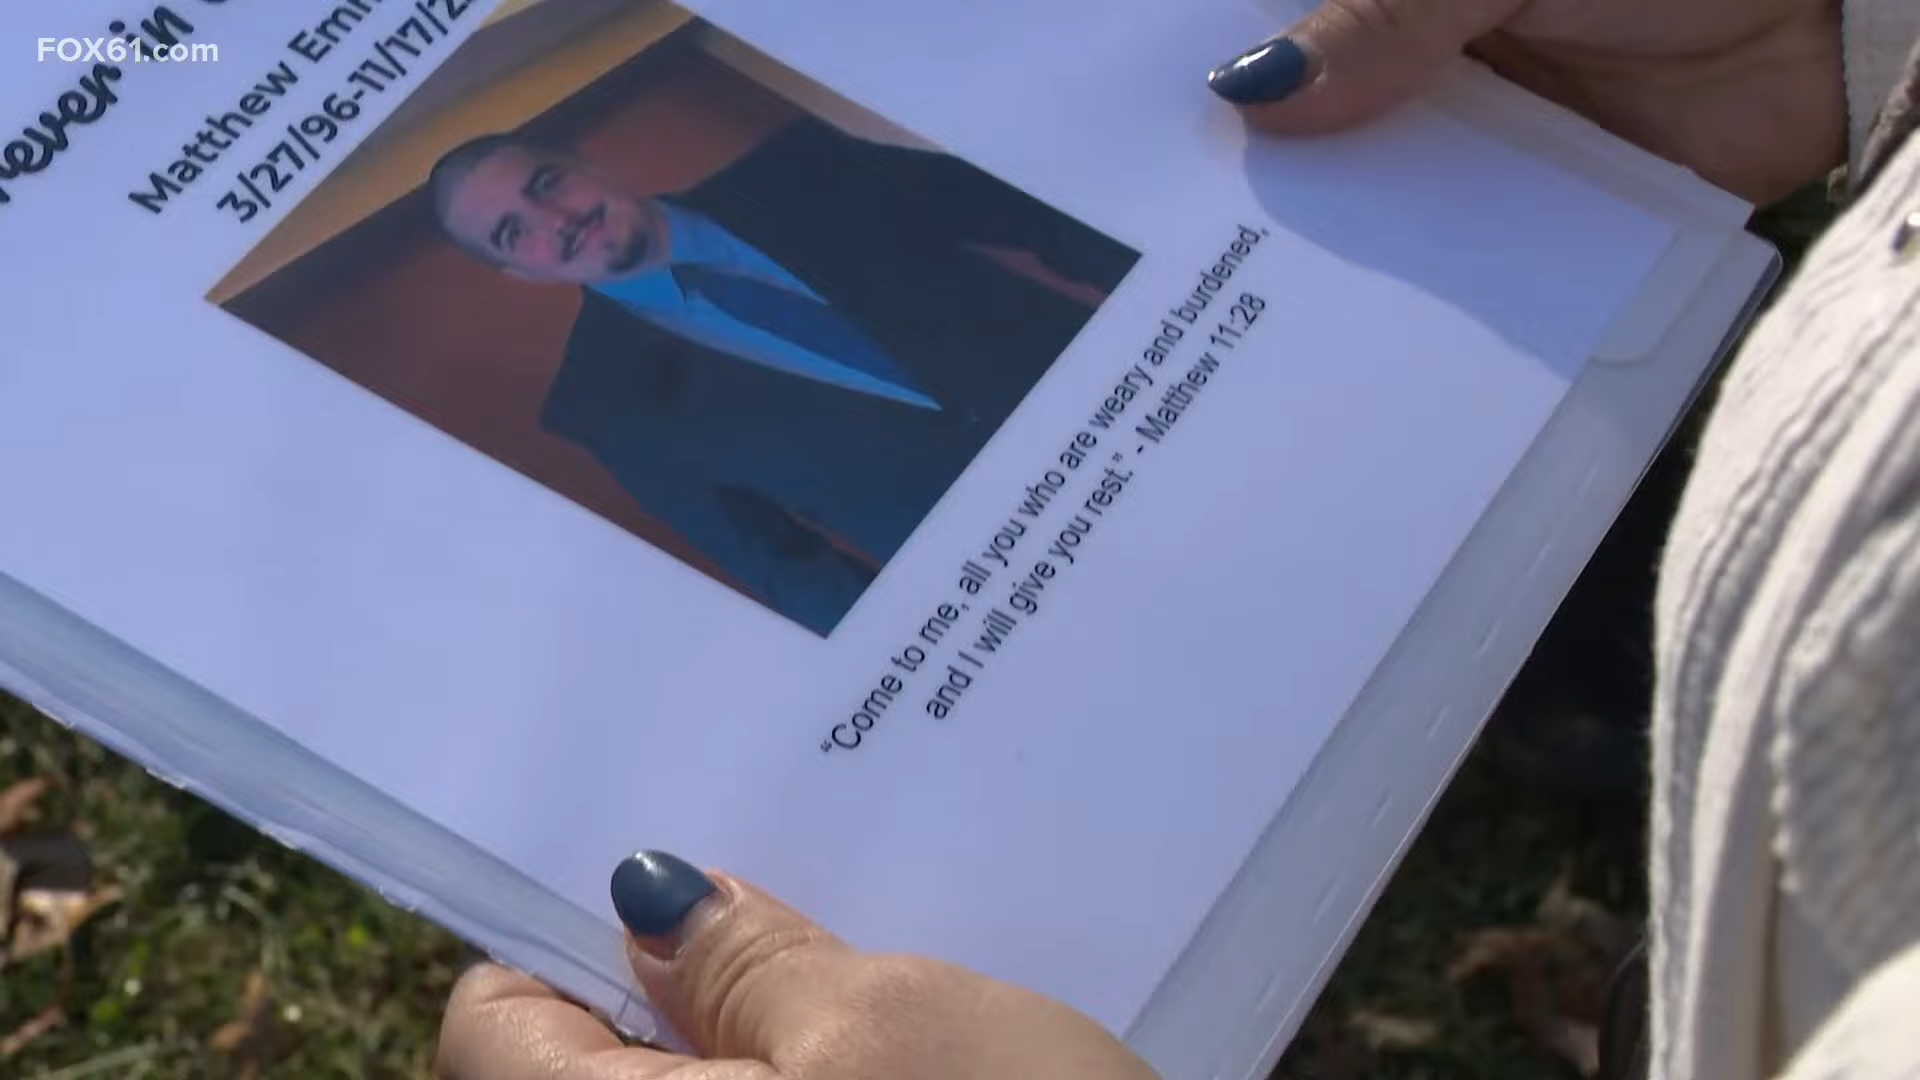 FOX61.com
in
Matthew
3/27/96-11/17/2
"Come to me, all you who are weary and burdened,
and I will give you rest." - Matthew 11:28